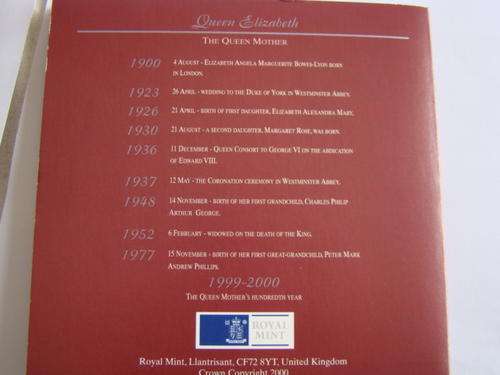 Queen Elizabeth
THE QUEEN MOTHER
1900 4 AUGUST - ELIZABETH ANGELA MARGUERITE BOWES-LYON BORN
IN LONDON.
1923 26 APRIL - WEDDING TO THE DUKE OF YORK IN WESTMINSTER ABBEY.
1926 21 APRIL - BIRTH OF FIRST DAUGHTER, ELIZABETH ALEXANDRA MARY.
1930 21 AUGUST - A SECOND DAUGHTER, MARGARET ROSE, WAS BORN.
1936 11 DECEMBER - QUEEN CONSORT TO GEORGE VI ON THE ABDICATION
OF EDWARD VIII.
1937 12 MAY - THE CORONATION CEREMONY IN WESTMINSTER ABBEY.
1948 14 NOVEMBER - BIRTH OF HER FIRST GRANDCHILD, CHARLES PHILIP
ARTHUR GEORGE.
1952 6 FEBRUARY - WIDOWED ON THE DEATH OF THE KING.
1977 15 NOVEMBER - BIRTH OF HER FIRST GREAT-GRANDCHILD, PETER MARK
ANDREW PHILLIPS.
1999-2000
THE QUEEN MOTHER'S HUNDREDTH YEAR
ROYAL
MINT
Royal Mint, Llantrisant, CF72 8YT, United Kingdom
Crown Copyright 2000